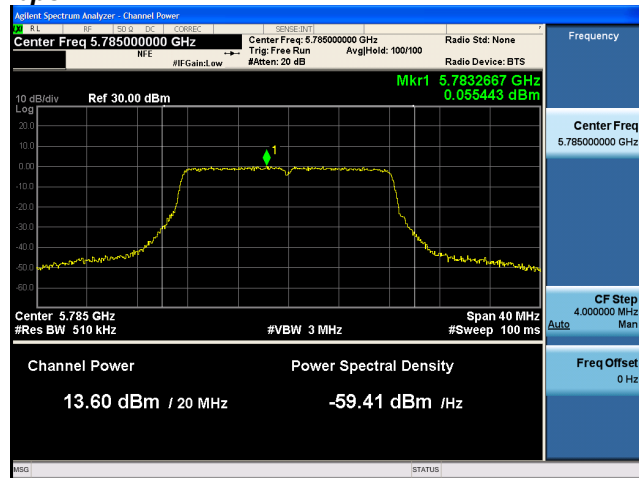 Agilent Spectrum Analyzer - Channel Power
RL RF 50 Ω DC CORREC SENSE:INT
Center Freq 5.785000000 GHz
NFE
#IFGain:Low
Center Freq: 5.785000000 GHz
Trig: Free Run Avg|Hold: 100/100
#Atten: 20 dB
Radio Std: None
Radio Device: BTS
Mkr1 5.7832667 GHz
0.055443 dBm
10 dB/div Ref 30.00 dBm
Log
20.0
10.0
0.00
-10.0
-20.0
-30.0
-40.0
-50.0
-60.0
1
Center 5.785 GHz Span 40 MHz
#Res BW 510 kHz #VBW 3 MHz #Sweep 100 ms
Channel Power Power Spectral Density
13.60 dBm / 20 MHz -59.41 dBm /Hz
MSG STATUS
Frequency
Center Freq
5.785000000 GHz
CF Step
4.000000 MHz
Auto Man
Freq Offset
0 Hz